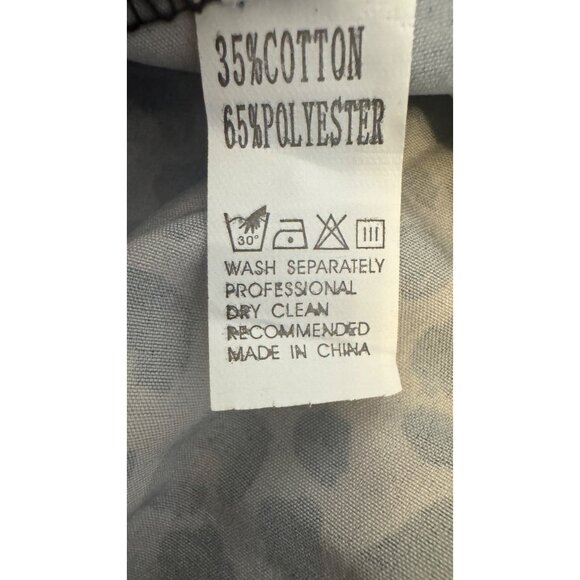 35%COTTON
65%POLYESTER
30°
WASH SEPARATELY
PROFESSIONAL
DRY CLEAN
RECOMMENDED
MADE IN CHINA